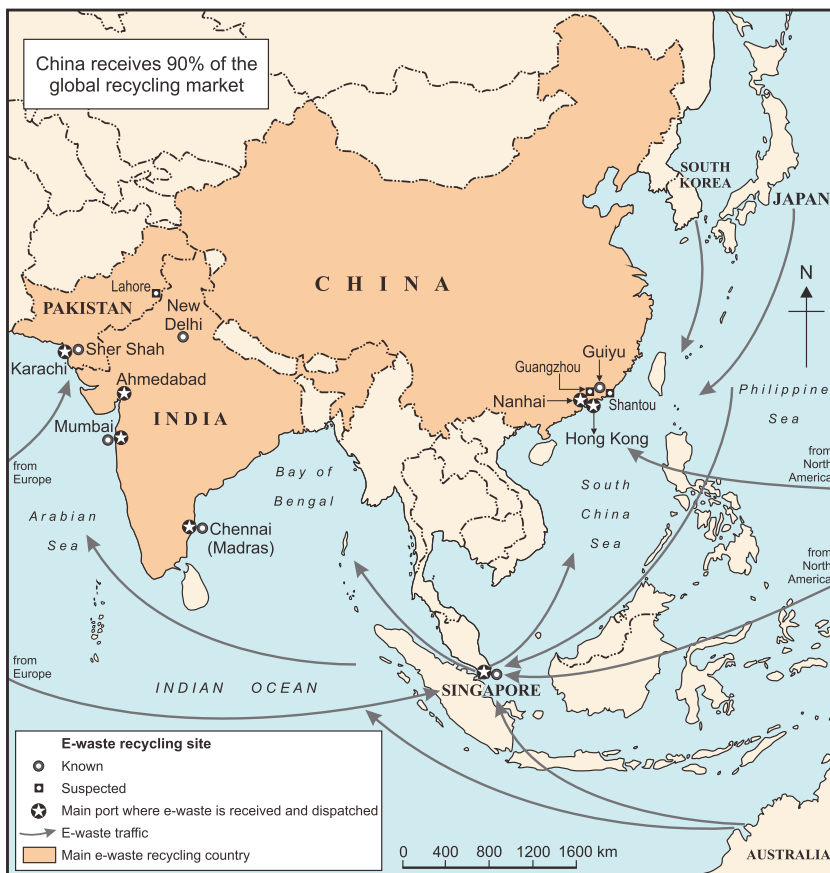 China receives 90% of the
global recycling market
SOUTH
KOREA
JAPAN
C H I N A
N
Lahore
PAKISTAN
New
Delhi
Sher Shah
Karachi
Guiyu
Guangzhou
Ahmedabad
Nanhai
Shantou
Philippine
Sea
INDIA
Hong Kong
Mumbai
from
Europe
Bay of
Bengal
from
North
America
South
China
Sea
Arabian
Sea
Chennai
(Madras)
from
North
America
from
Europe
INDIAN OCEAN
SINGAPORE
E-waste recycling site
Known
Suspected
Main port where e-waste is received and dispatched
E-waste traffic
Main e-waste recycling country
0 400 800 1200 1600 km
AUSTRALIA